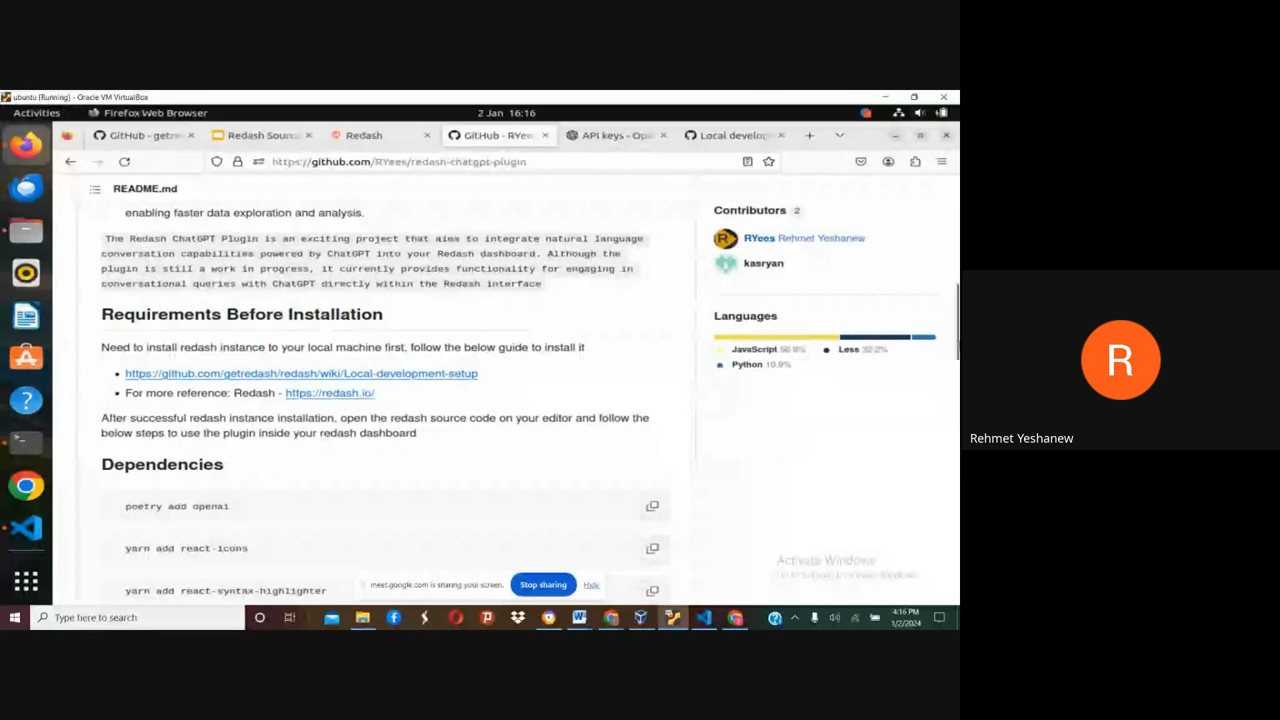 ubuntu [Running] - Oracle VM VirtualBox
Activities
Firefox Web Browser
2 Jan 16:16
GitHub - getre
Redash Sourc
Redash
GitHub - RYee
API keys - Ope
Local develop
https://github.com/RYees/redash-chatgpt-plugin
README.md
enabling faster data exploration and analysis.
The Redash ChatGPT Plugin is an exciting project that aims to integrate natural language
conversation capabilities powered by ChatGPT into your Redash dashboard. Although the
plugin is still a work in progress, it currently provides functionality for engaging in
conversational queries with ChatGPT directly within the Redash interface
Requirements Before Installation
Need to install redash instance to your local machine first, follow the below guide to install it
https://github.com/getredash/redash/wiki/Local-development-setup
For more reference: Redash - https://redash.io/
After successful redash instance installation, open the redash source code on your editor and follow the
below steps to use the plugin inside your redash dashboard
Dependencies
poetry add openai
yarn add react-icons
yarn add react-syntax-highlighter
Contributors 2
RYees Rehmet Yeshanew
kasryan
Languages
JavaScript 56.9%
Less 32.2%
Python 10.9%
Activate Windows
meet.google.com is sharing your screen.
Stop sharing
Hide
Type here to search
4:16 PM
1/2/2024
R
Rehmet Yeshanew